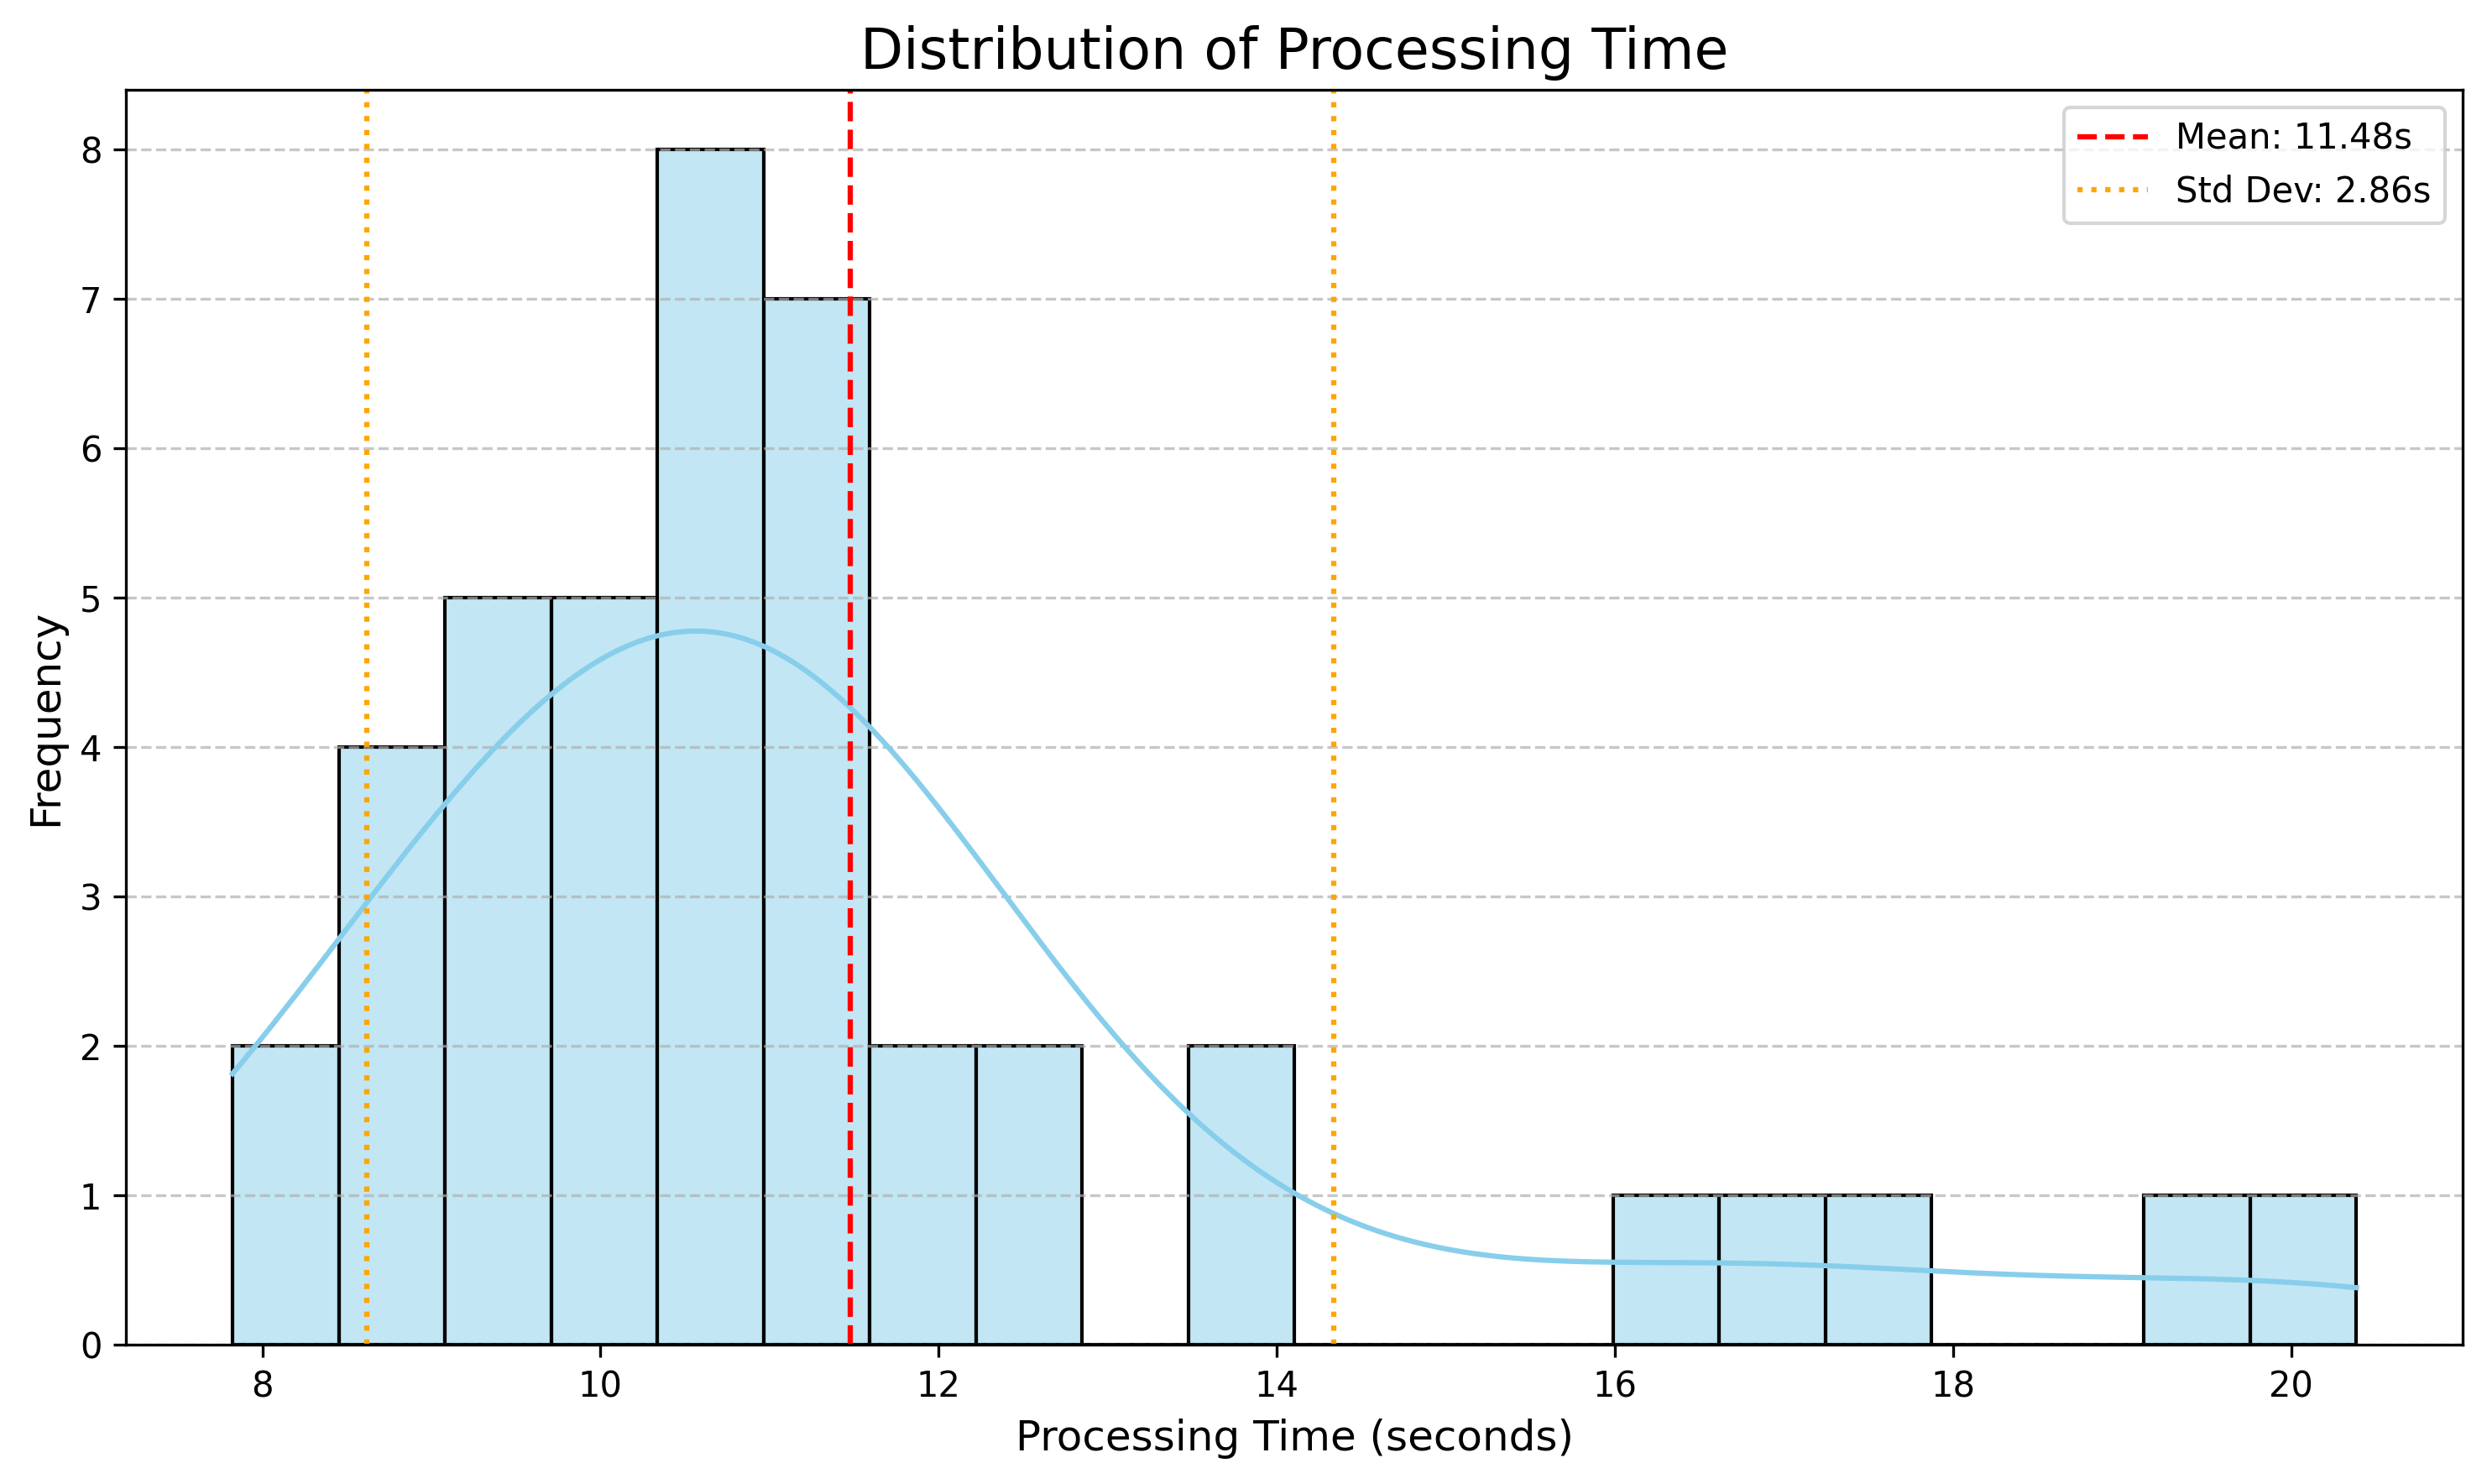 Distribution of Processing Time
Mean: 11.48s
Std Dev: 2.86s
Frequency
8
7
6
5
4
3
2
1
0
8 10 12 14 16 18 20
Processing Time (seconds)